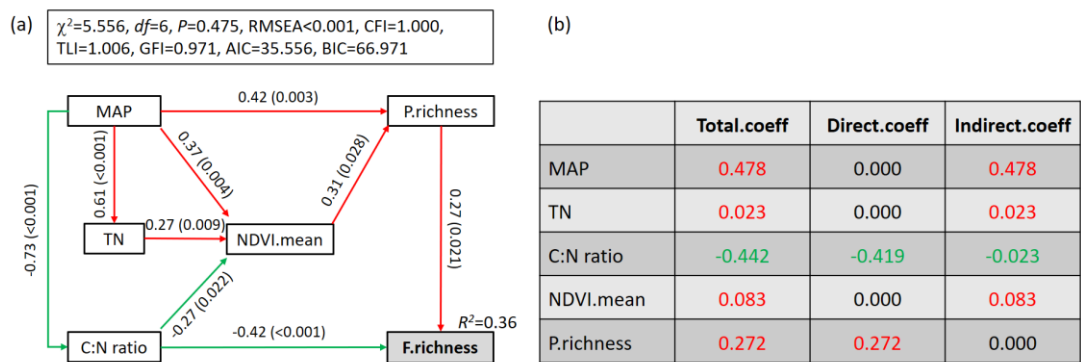 (a)
χ²=5.556, df=6, P=0.475, RMSEA<0.001, CFI=1.000,
TLI=1.006, GFI=0.971, AIC=35.556, BIC=66.971
MAP
0.42 (0.003)
P.richness
-0.73 (<0.001)
0.61 (<0.001)
0.37 (0.004)
0.31 (0.028)
0.27 (0.021)
TN
0.27 (0.009)
NDVI.mean
-0.27 (0.022)
R²=0.36
C:N ratio
-0.42 (<0.001)
F.richness
(b)
Total.coeff Direct.coeff Indirect.coeff
MAP 0.478 0.000 0.478
TN 0.023 0.000 0.023
C:N ratio -0.442 -0.419 -0.023
NDVI.mean 0.083 0.000 0.083
P.richness 0.272 0.272 0.000